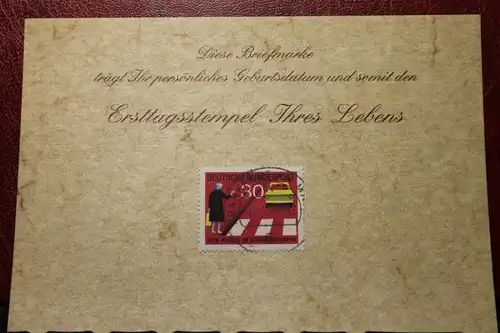 Diese Briefmarke
trägt Ihr persönliches Geburtsdatum und somit den
Ersttagsstempel Ihres Lebens
DEUTSCHE BUNDESPOST
30